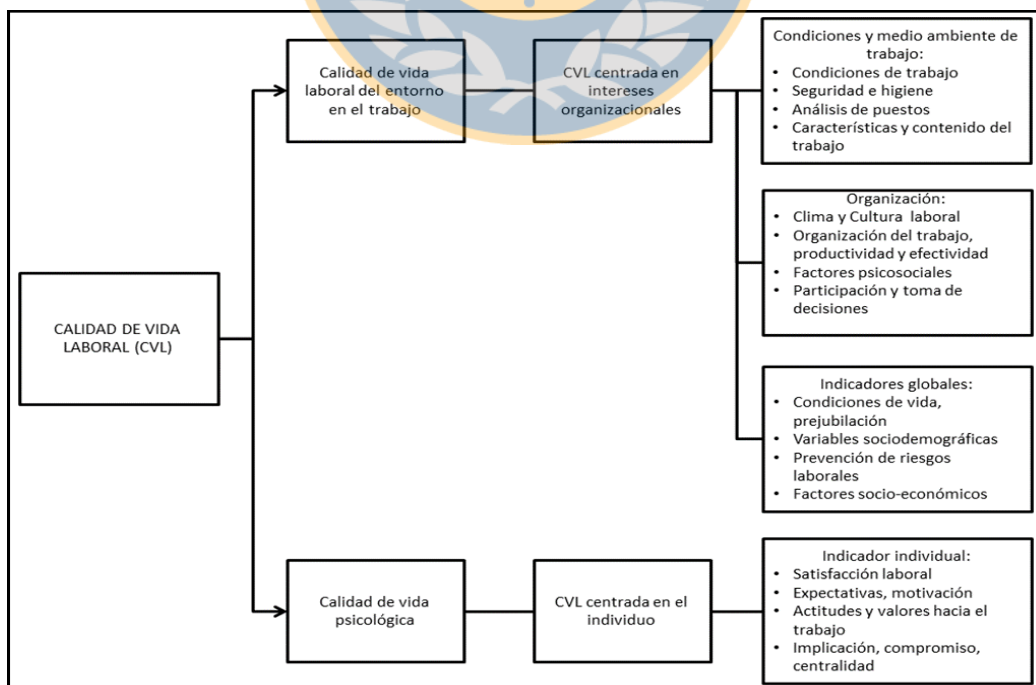 CALIDAD DE VIDA
LABORAL (CVL)
Calidad de vida
laboral del entorno
en el trabajo
CVL centrada en
intereses
organizacionales
Condiciones y medio ambiente de
trabajo:
• Condiciones de trabajo
• Seguridad e higiene
• Análisis de puestos
• Características y contenido del
trabajo
Organización:
• Clima y Cultura laboral
• Organización del trabajo,
productividad y efectividad
• Factores psicosociales
• Participación y toma de
decisiones
Indicadores globales:
• Condiciones de vida,
prejubilación
• Variables sociodemográficas
• Prevención de riesgos
laborales
• Factores socio-económicos
Calidad de vida
psicológica
CVL centrada en el
individuo
Indicador individual:
• Satisfacción laboral
• Expectativas, motivación
• Actitudes y valores hacia el
trabajo
• Implicación, compromiso,
centralidad